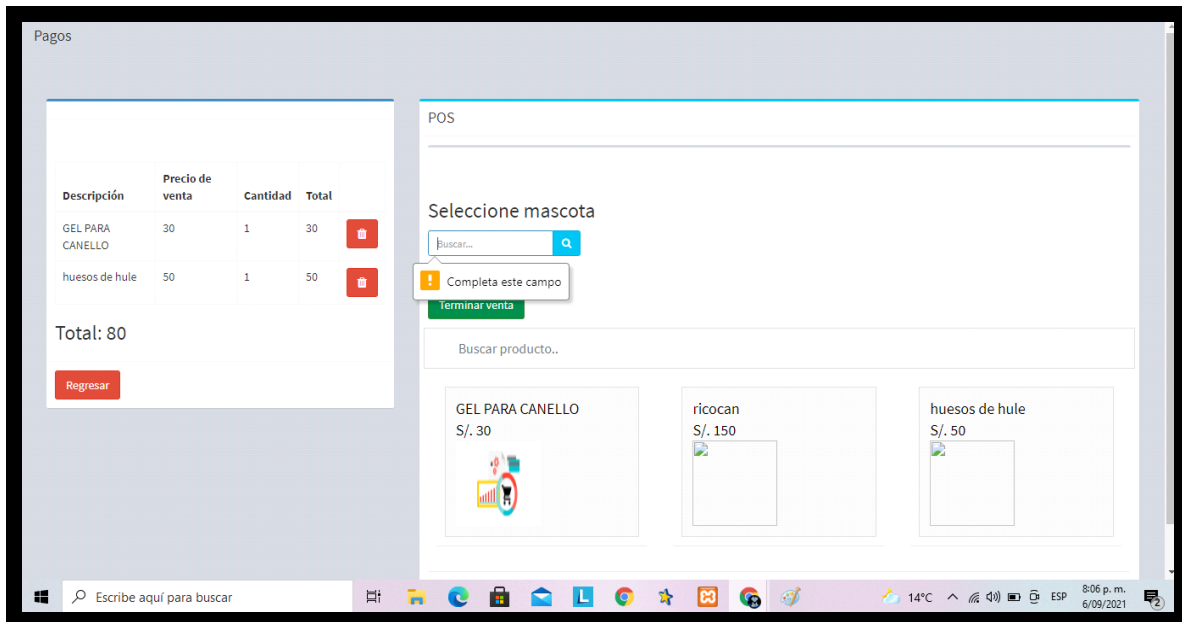 Pagos
POS
Descripción Precio de venta Cantidad Total
GEL PARA CANELLO 30 1 30
huesos de hule 50 1 50
Total: 80
Regresar
Seleccione mascota
Buscar...
Completa este campo
Terminar venta
Buscar producto..
GEL PARA CANELLO
S/. 30
ricocan
S/. 150
huesos de hule
S/. 50
Escribe aquí para buscar
L
14°C
ESP
8:06 p. m.
6/09/2021
2